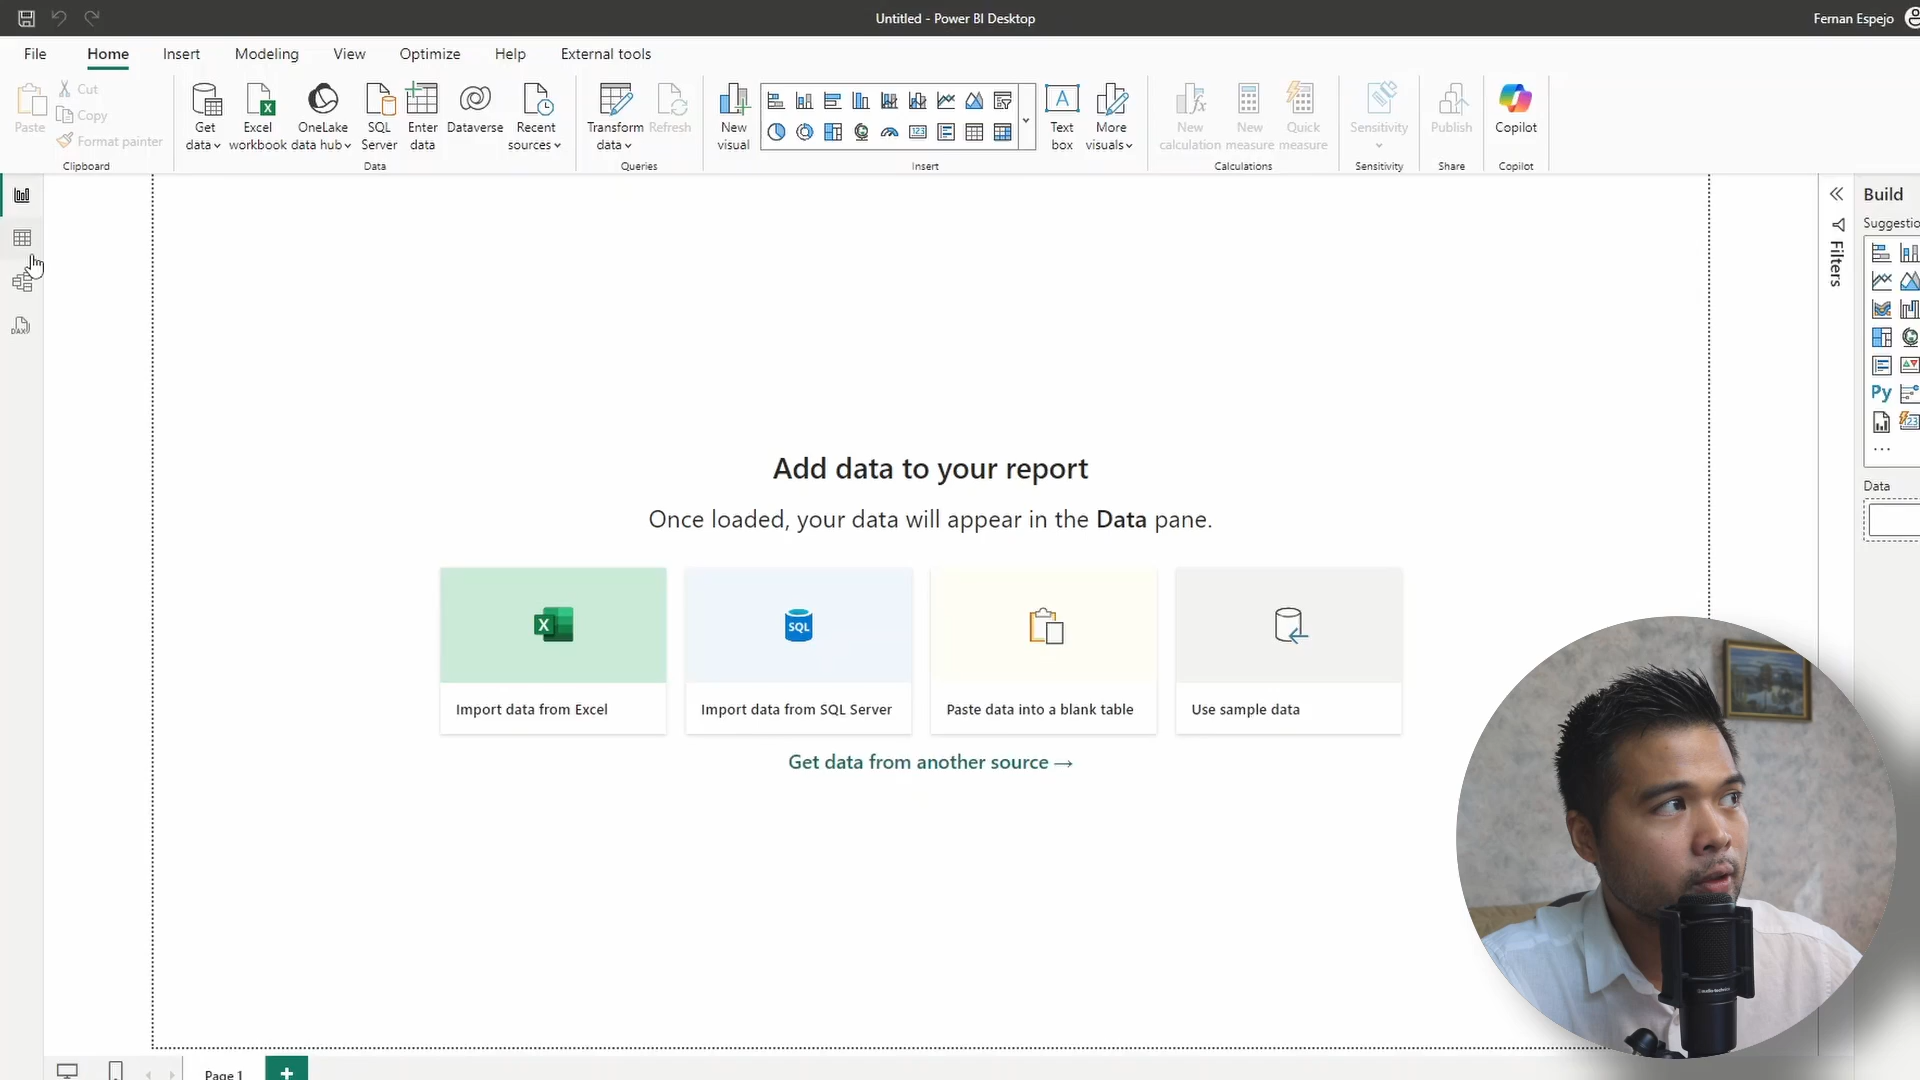 Untitled - Power BI Desktop
Fernan Espejo
File Home Insert Modeling View Optimize Help External tools
Paste
Cut
Copy
Format painter
Clipboard
Get data
Excel workbook
OneLake data hub
SQL Server
Enter data
Dataverse
Recent sources
Data
Transform data
Refresh
Queries
New visual
Text box
More visuals
Insert
New calculation
New measure
Quick measure
Calculations
Sensitivity
Sensitivity
Publish
Share
Copilot
Copilot
DAX
Filters
Build
Suggestio
Py
Data
Add data to your report
Once loaded, your data will appear in the Data pane.
SQL
Import data from Excel
Import data from SQL Server
Paste data into a blank table
Use sample data
Get data from another source →
audio-technica
Page 1